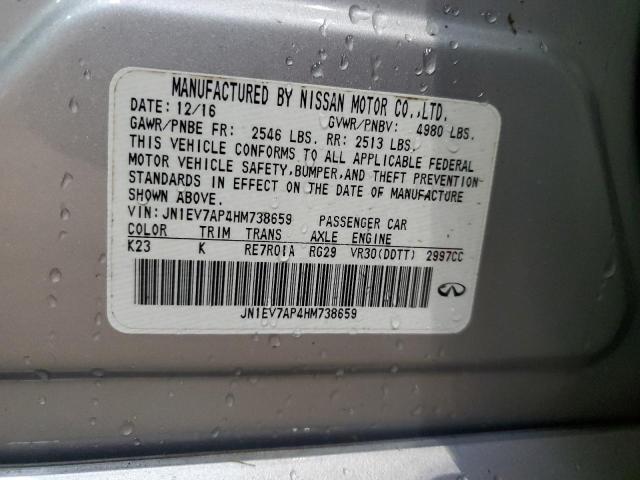 MANUFACTURED BY NISSAN MOTOR CO.,LTD.
DATE: 12/16 GVWR/PNBV: 4980 LBS.
GAWR/PNBE FR: 2546 LBS. RR: 2513 LBS.
THIS VEHICLE CONFORMS TO ALL APPLICABLE FEDERAL
MOTOR VEHICLE SAFETY, BUMPER, AND THEFT PREVENTION
STANDARDS IN EFFECT ON THE DATE OF MANUFACTURE
SHOWN ABOVE.
VIN: JN1EV7AP4HM738659 PASSENGER CAR
COLOR TRIM TRANS AXLE ENGINE
K23 K RE7R01A RG29 VR30(DDTT) 2997CC
JN1EV7AP4HM738659